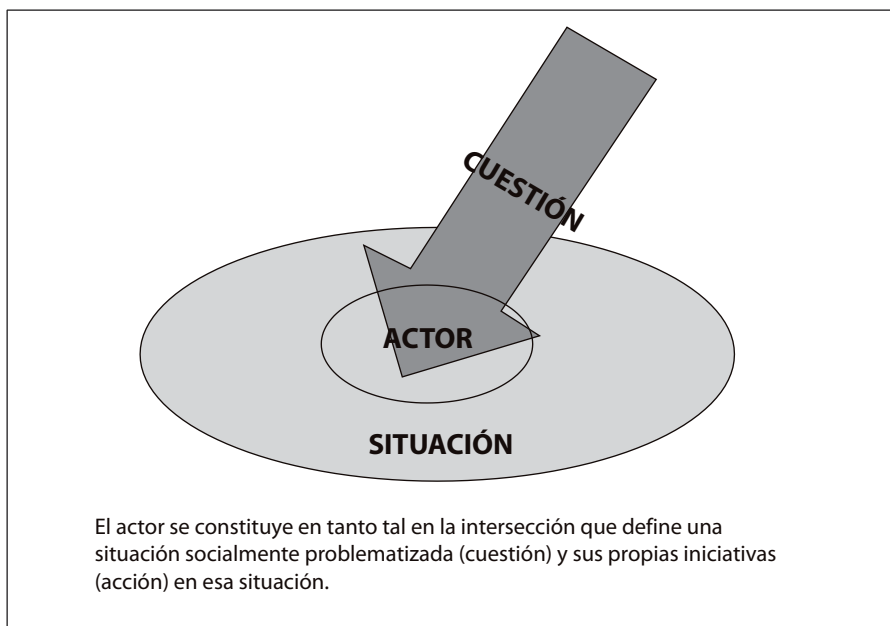 CUESTIÓN
ACTOR
SITUACIÓN
El actor se constituye en tanto tal en la intersección que define una
situación socialmente problematizada (cuestión) y sus propias iniciativas
(acción) en esa situación.